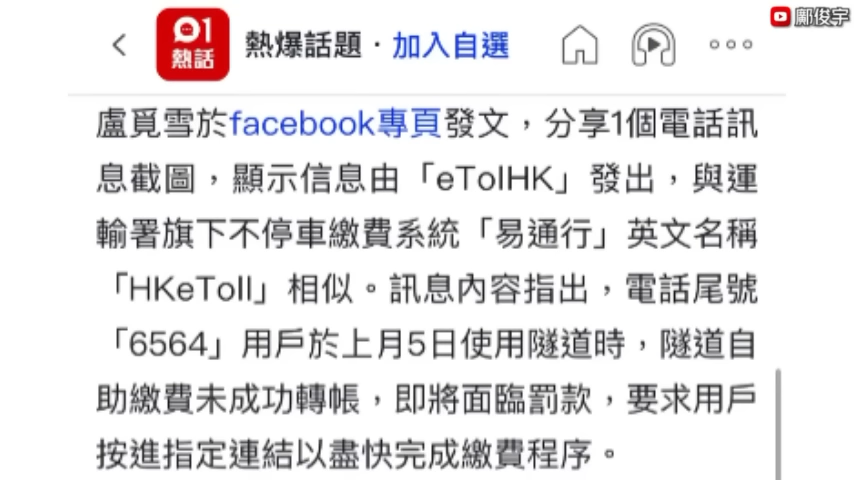 鄺俊宇
01
熱話
熱爆話題·加入自選
盧覓雪於facebook專頁發文，分享1個電話訊
息截圖，顯示信息由「eTolHK」發出，與運
輸署旗下不停車繳費系統「易通行」英文名稱
「HKeToll」相似。訊息內容指出，電話尾號
「6564」用戶於上月5日使用隧道時，隧道自
助繳費未成功轉帳，即將面臨罰款，要求用戶
按進指定連結以盡快完成繳費程序。